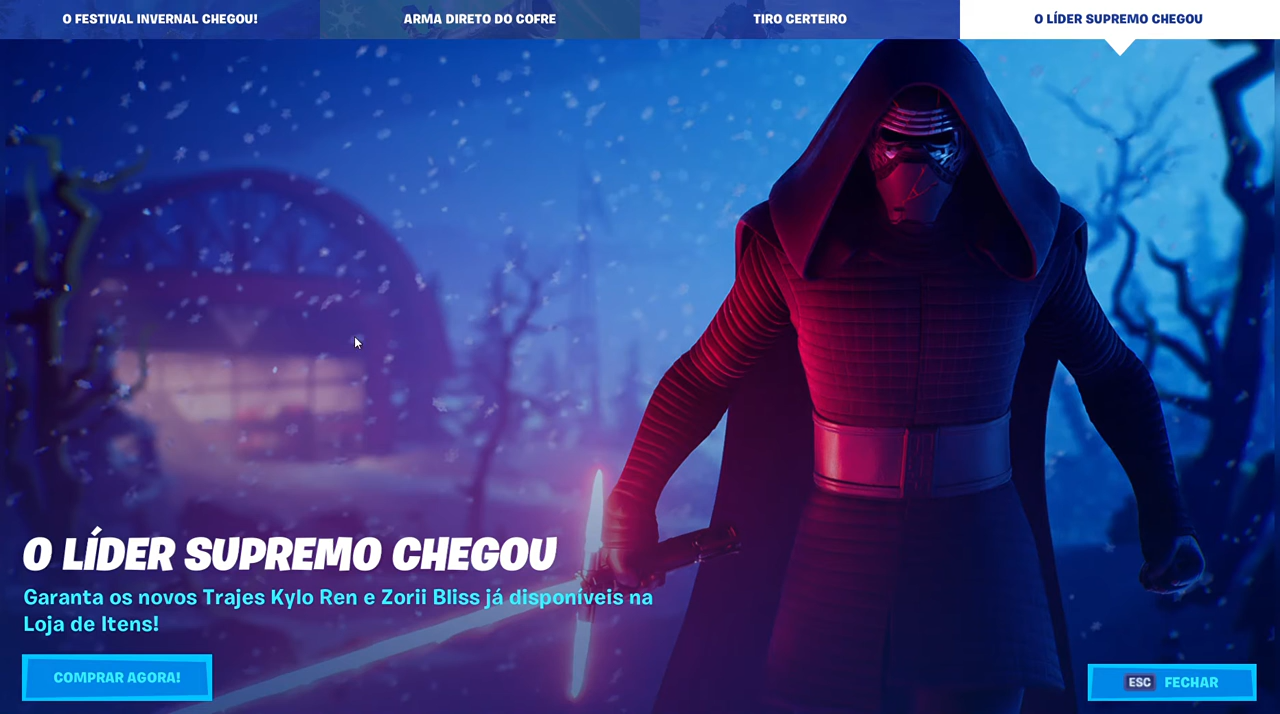 O FESTIVAL INVERNAL CHEGOU!
ARMA DIRETO DO COFRE
TIRO CERTEIRO
O LÍDER SUPREMO CHEGOU
O LÍDER SUPREMO CHEGOU
Garanta os novos Trajes Kylo Ren e Zorii Bliss já disponíveis na
Loja de Itens!
COMPRAR AGORA!
ESC FECHAR